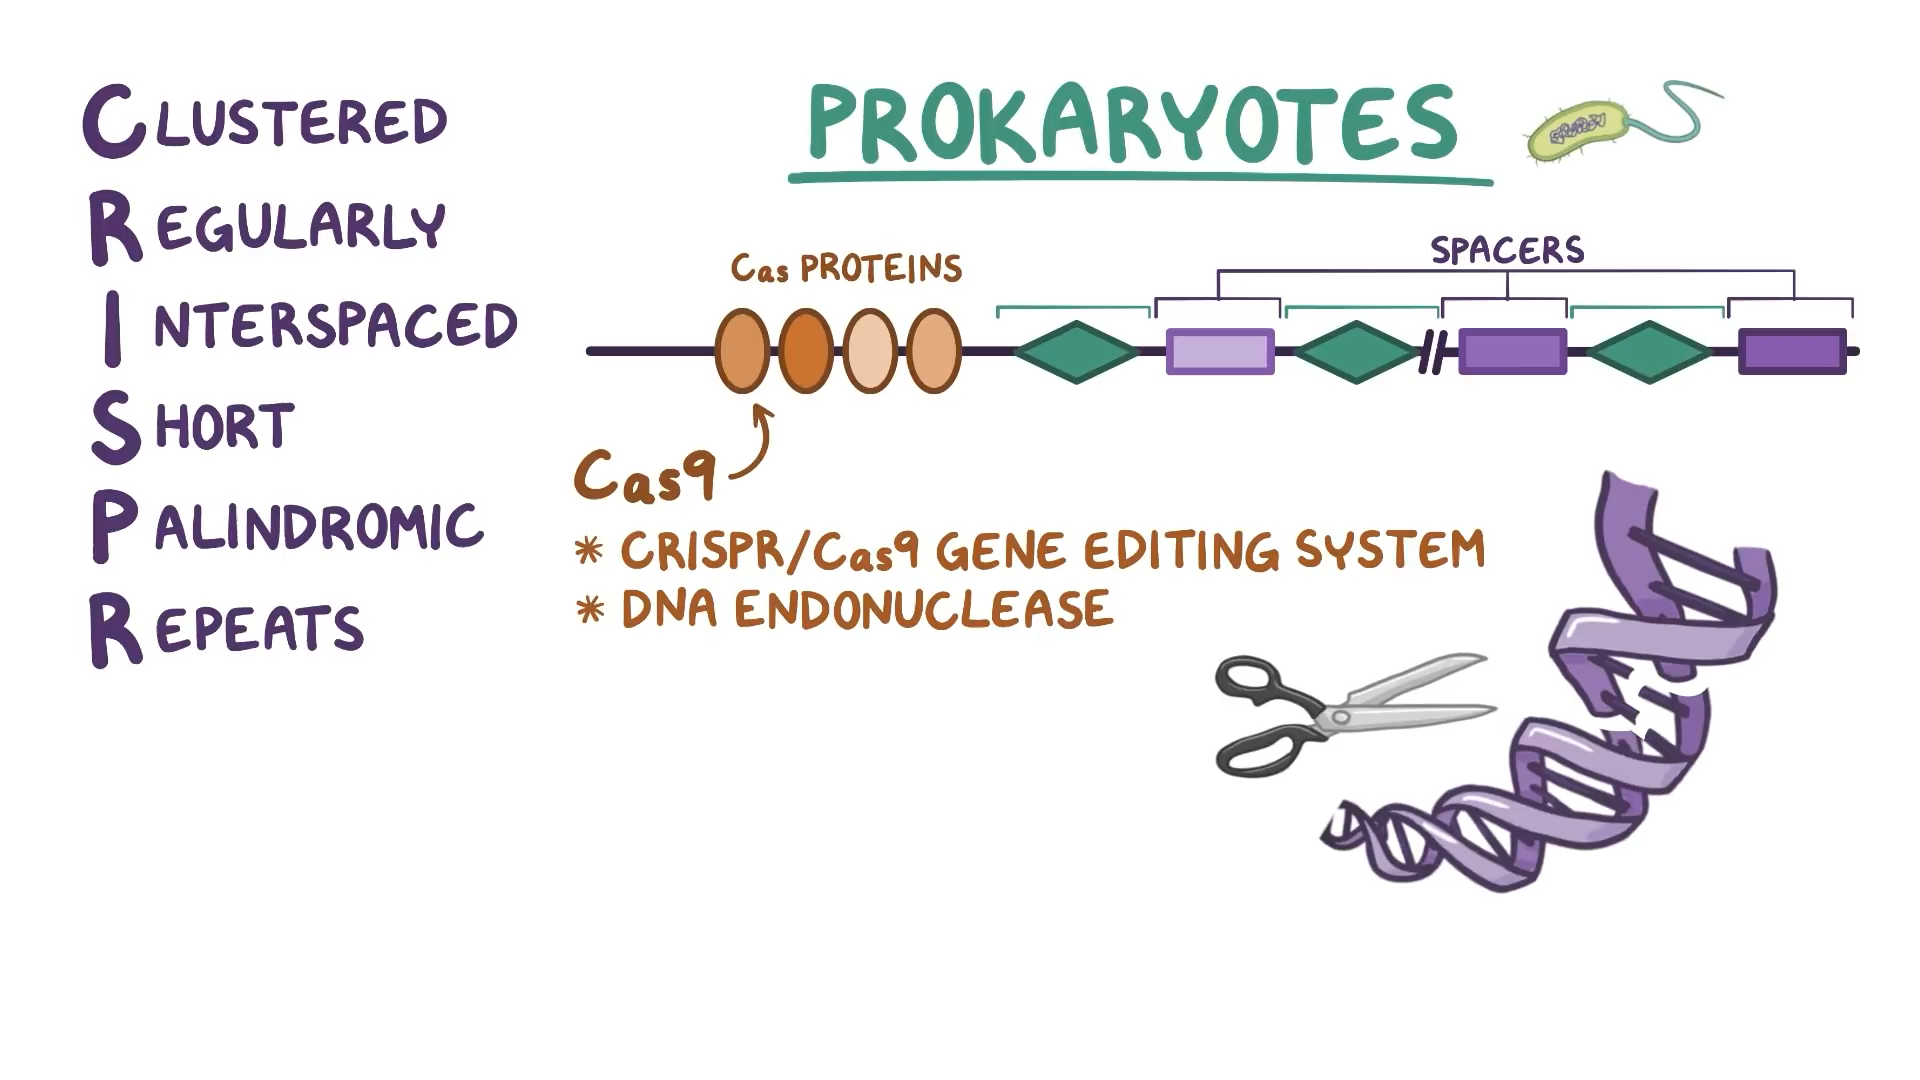 CLUSTERED
REGULARLY
INTERSPACED
SHORT
PALINDROMIC
REPEATS
PROKARYOTES
Cas PROTEINS
SPACERS
Cas9
* CRISPR/Cas9 GENE EDITING SYSTEM
* DNA ENDONUCLEASE